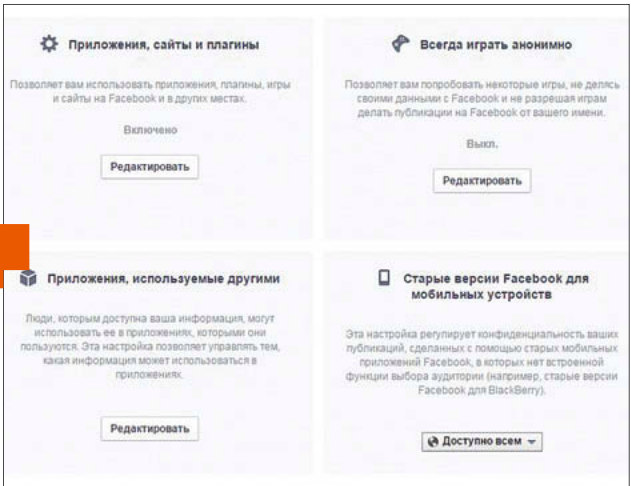 Приложения, сайты и плагины
Позволяет вам использовать приложения, плагины, игры
и сайты на Facebook и в других местах.
Включено
Редактировать
Всегда играть анонимно
Позволяет вам попробовать некоторые игры, не делясь
своими данными с Facebook и не разрешая играм
делать публикации на Facebook от вашего имени.
Выкл.
Редактировать
Приложения, используемые другими
Люди, которым доступна ваша информация, могут
использовать ее в приложениях, которыми они
пользуются. Эта настройка позволяет управлять тем,
какая информация может использоваться в
приложениях.
Редактировать
Старые версии Facebook для
мобильных устройств
Эта настройка регулирует конфиденциальность ваших
публикаций, сделанных с помощью старых мобильных
приложений Facebook, в которых нет встроенной
функции выбора аудитории (например, старые версии
Facebook для BlackBerry).
Доступно всем